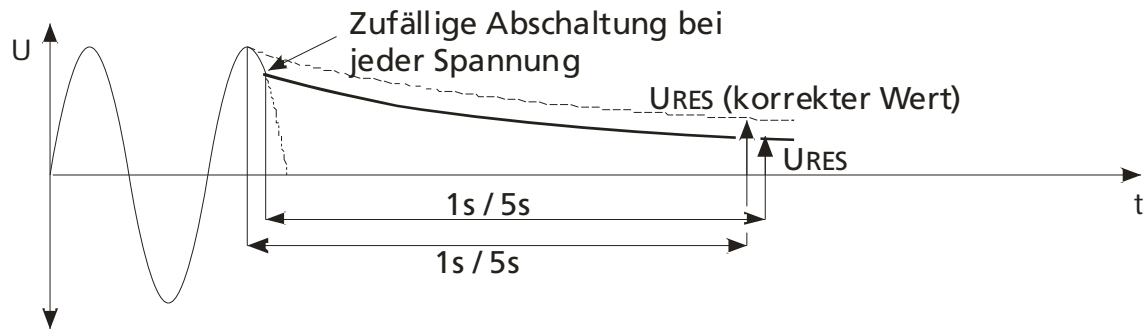 U
Zufällige Abschaltung bei
jeder Spannung
URES (korrekter Wert)
URES
1s / 5s
t
1s / 5s